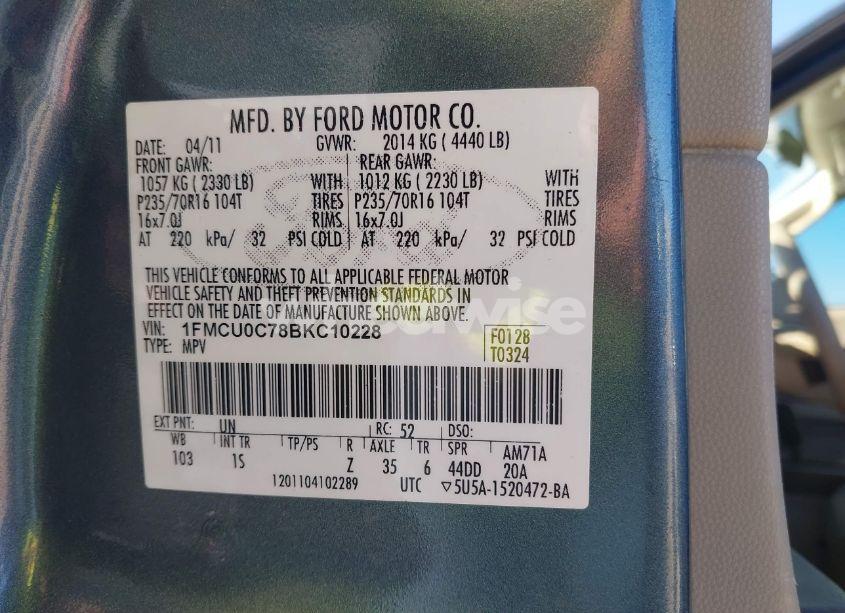 MFD. BY FORD MOTOR CO.
DATE: 04/11 GVWR: 2014 KG ( 4440 LB)
FRONT GAWR: REAR GAWR:
1057 KG ( 2330 LB) WITH 1012 KG ( 2230 LB) WITH
P235/70R16 104T TIRES P235/70R16 104T TIRES
16x7.0J RIMS 16x7.0J RIMS
AT 220 kPa/ 32 PSI COLD AT 220 kPa/ 32 PSI COLD
THIS VEHICLE CONFORMS TO ALL APPLICABLE FEDERAL MOTOR
VEHICLE SAFETY AND THEFT PREVENTION STANDARDS IN
EFFECT ON THE DATE OF MANUFACTURE SHOWN ABOVE.
VIN: 1FMCU0C78BKC10228
TYPE: MPV
F0128
T0324
EXT PNT: UN RC: 52 DSO:
WB INT TR TP/PS R AXLE TR SPR AM71A
103 1S Z 35 6 44DD 20A
1201104102289 UTC ▽5U5A-1520472-BA